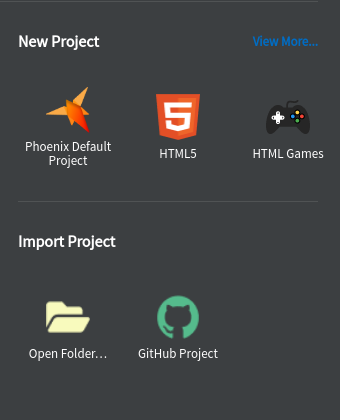 New Project
View More...
Phoenix Default
Project
HTML5
HTML Games
Import Project
Open Folder...
GitHub Project